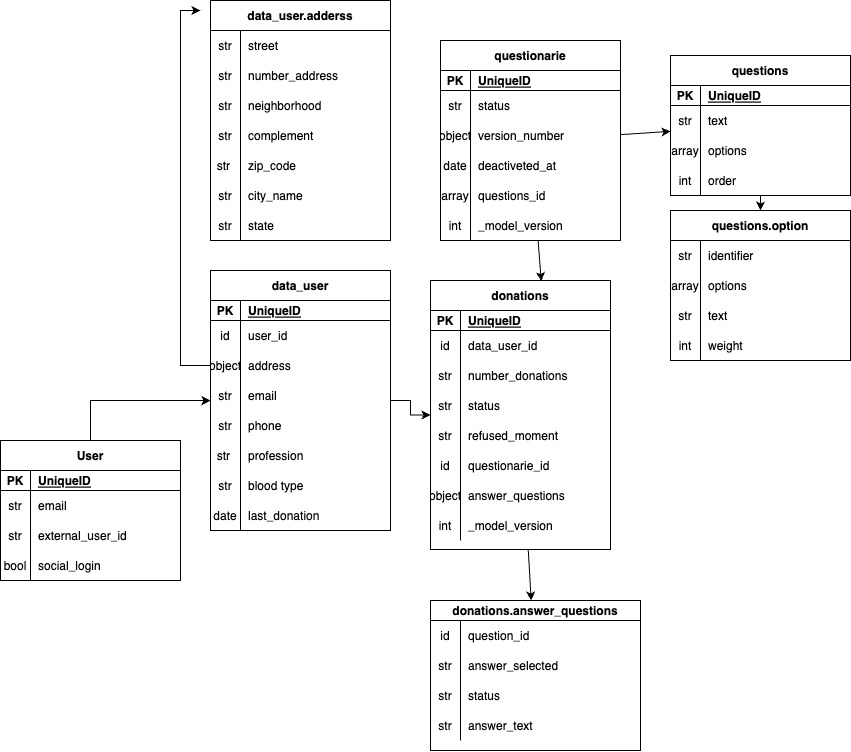 data_user.adderss
str street
str number_address
str neighborhood
str complement
str zip_code
str city_name
str state
questionarie
PK UniqueID
str status
object version_number
date deactiveted_at
array questions_id
int _model_version
questions
PK UniqueID
str text
array options
int order
questions.option
str identifier
array options
str text
int weight
data_user
PK UniqueID
id user_id
object address
str email
str phone
str profession
str blood type
date last_donation
donations
PK UniqueID
id data_user_id
str number_donations
str status
str refused_moment
id questionarie_id
object answer_questions
int _model_version
User
PK UniqueID
str email
str external_user_id
bool social_login
donations.answer_questions
id question_id
str answer_selected
str status
str answer_text